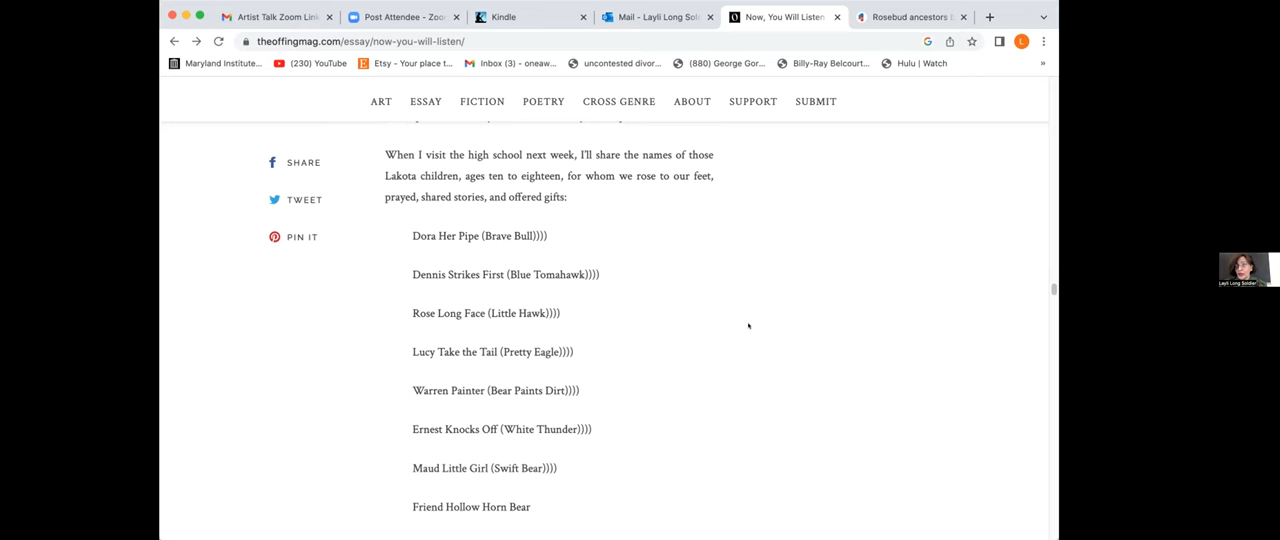 Artist Talk Zoom Link
Post Attendee - Zoo
Kindle
Mail - Layli Long Sol
Now, You Will Listen
Rosebud ancestors
theoffingmag.com/essay/now-you-will-listen/
Maryland Institute...
(230) YouTube
Etsy - Your place t...
Inbox (3) - oneaw...
uncontested divor...
(880) George Gor...
Billy-Ray Belcourt...
Hulu | Watch
»
ART
ESSAY
FICTION
POETRY
CROSS GENRE
ABOUT
SUPPORT
SUBMIT
SHARE
TWEET
PIN IT
When I visit the high school next week, I'll share the names of those
Lakota children, ages ten to eighteen, for whom we rose to our feet,
prayed, shared stories, and offered gifts:
Dora Her Pipe (Brave Bull))))
Dennis Strikes First (Blue Tomahawk))))
Rose Long Face (Little Hawk))))
Lucy Take the Tail (Pretty Eagle))))
Warren Painter (Bear Paints Dirt))))
Ernest Knocks Off (White Thunder))))
Maud Little Girl (Swift Bear))))
Friend Hollow Horn Bear
L
Layli Long Soldier